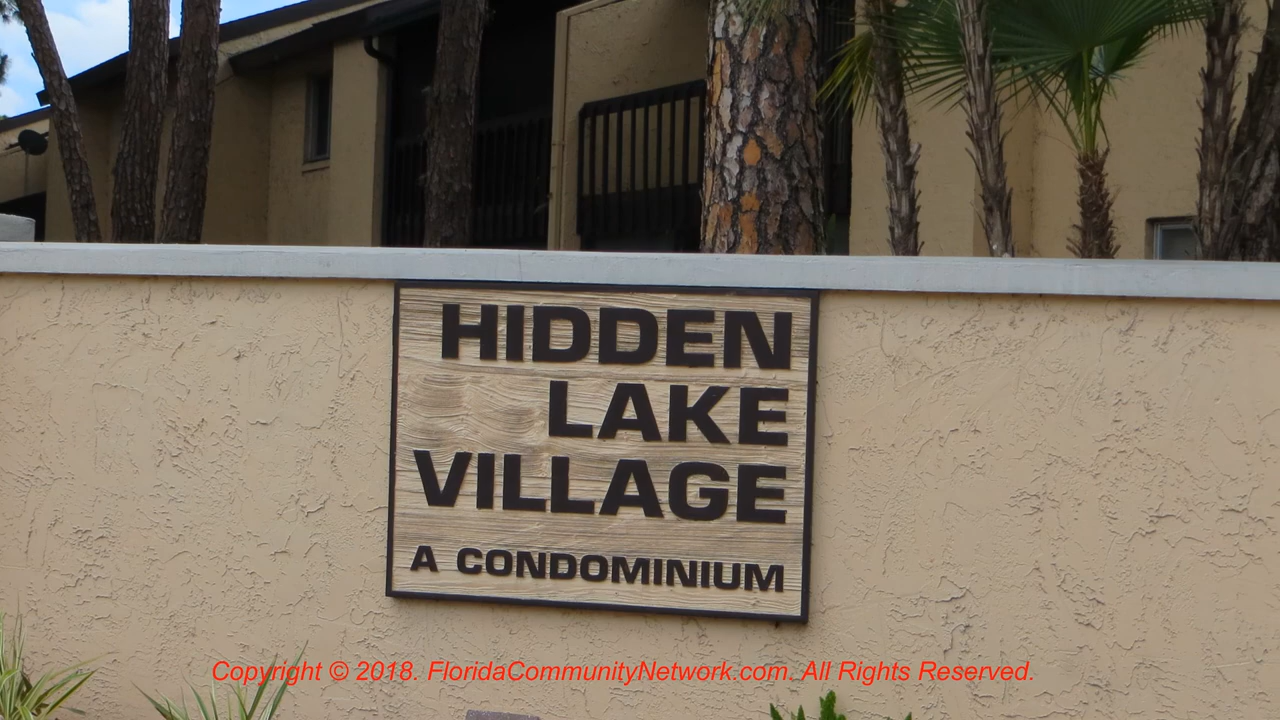 HIDDEN
LAKE
VILLAGE
A CONDOMINIUM
Copyright © 2018. FloridaCommunityNetwork.com. All Rights Reserved.